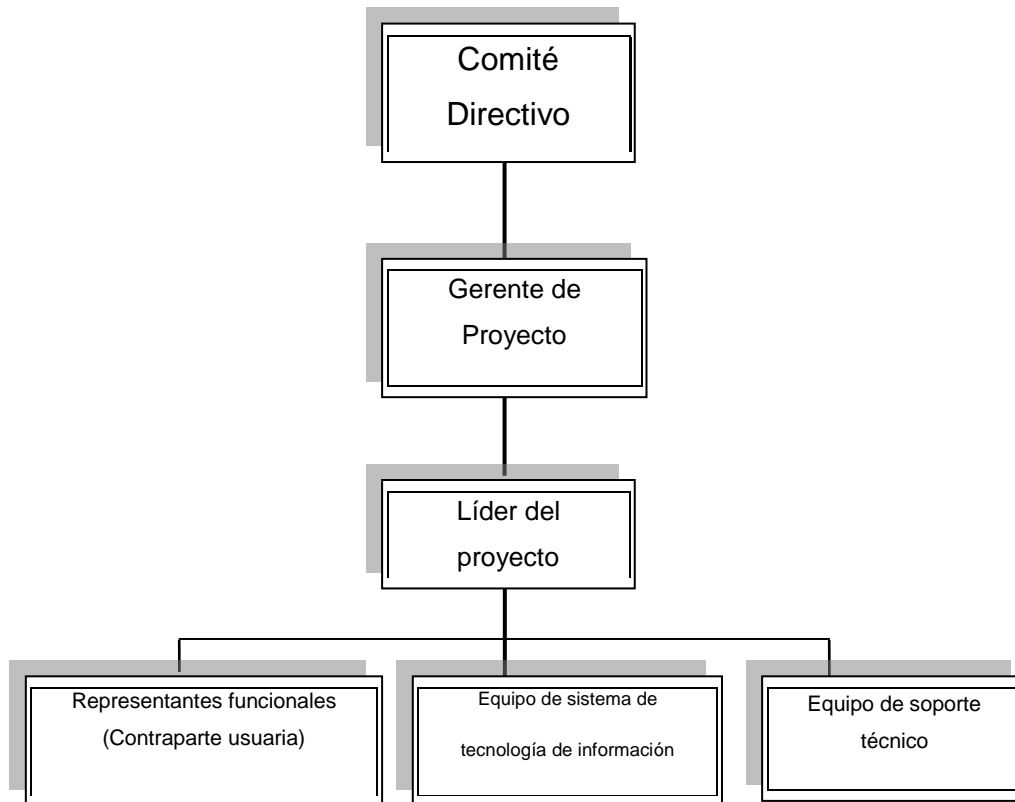 Comité
Directivo
Gerente de
Proyecto
Líder del
proyecto
Representantes funcionales
(Contraparte usuaria)
Equipo de sistema de
tecnología de información
Equipo de soporte
técnico